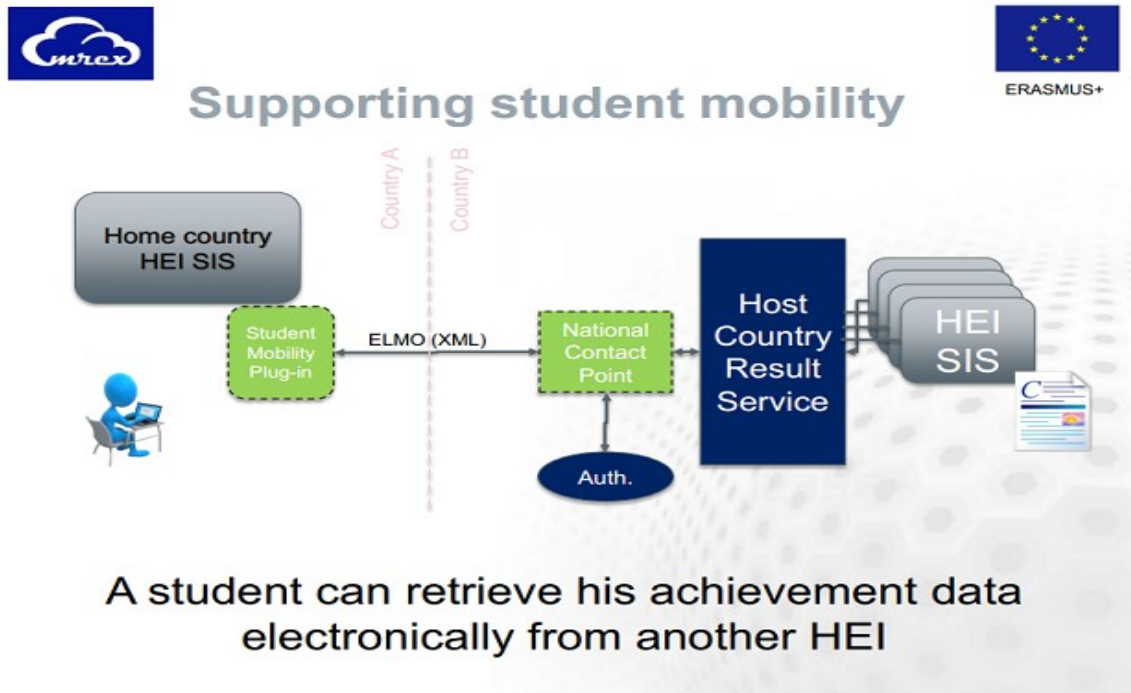 emrex
ERASMUS+
Supporting student mobility
Country A
Country B
Home country
HEI SIS
Student
Mobility
Plug-in
ELMO (XML)
National
Contact
Point
Host
Country
Result
Service
HEI
SIS
C
Auth.
A student can retrieve his achievement data
electronically from another HEI